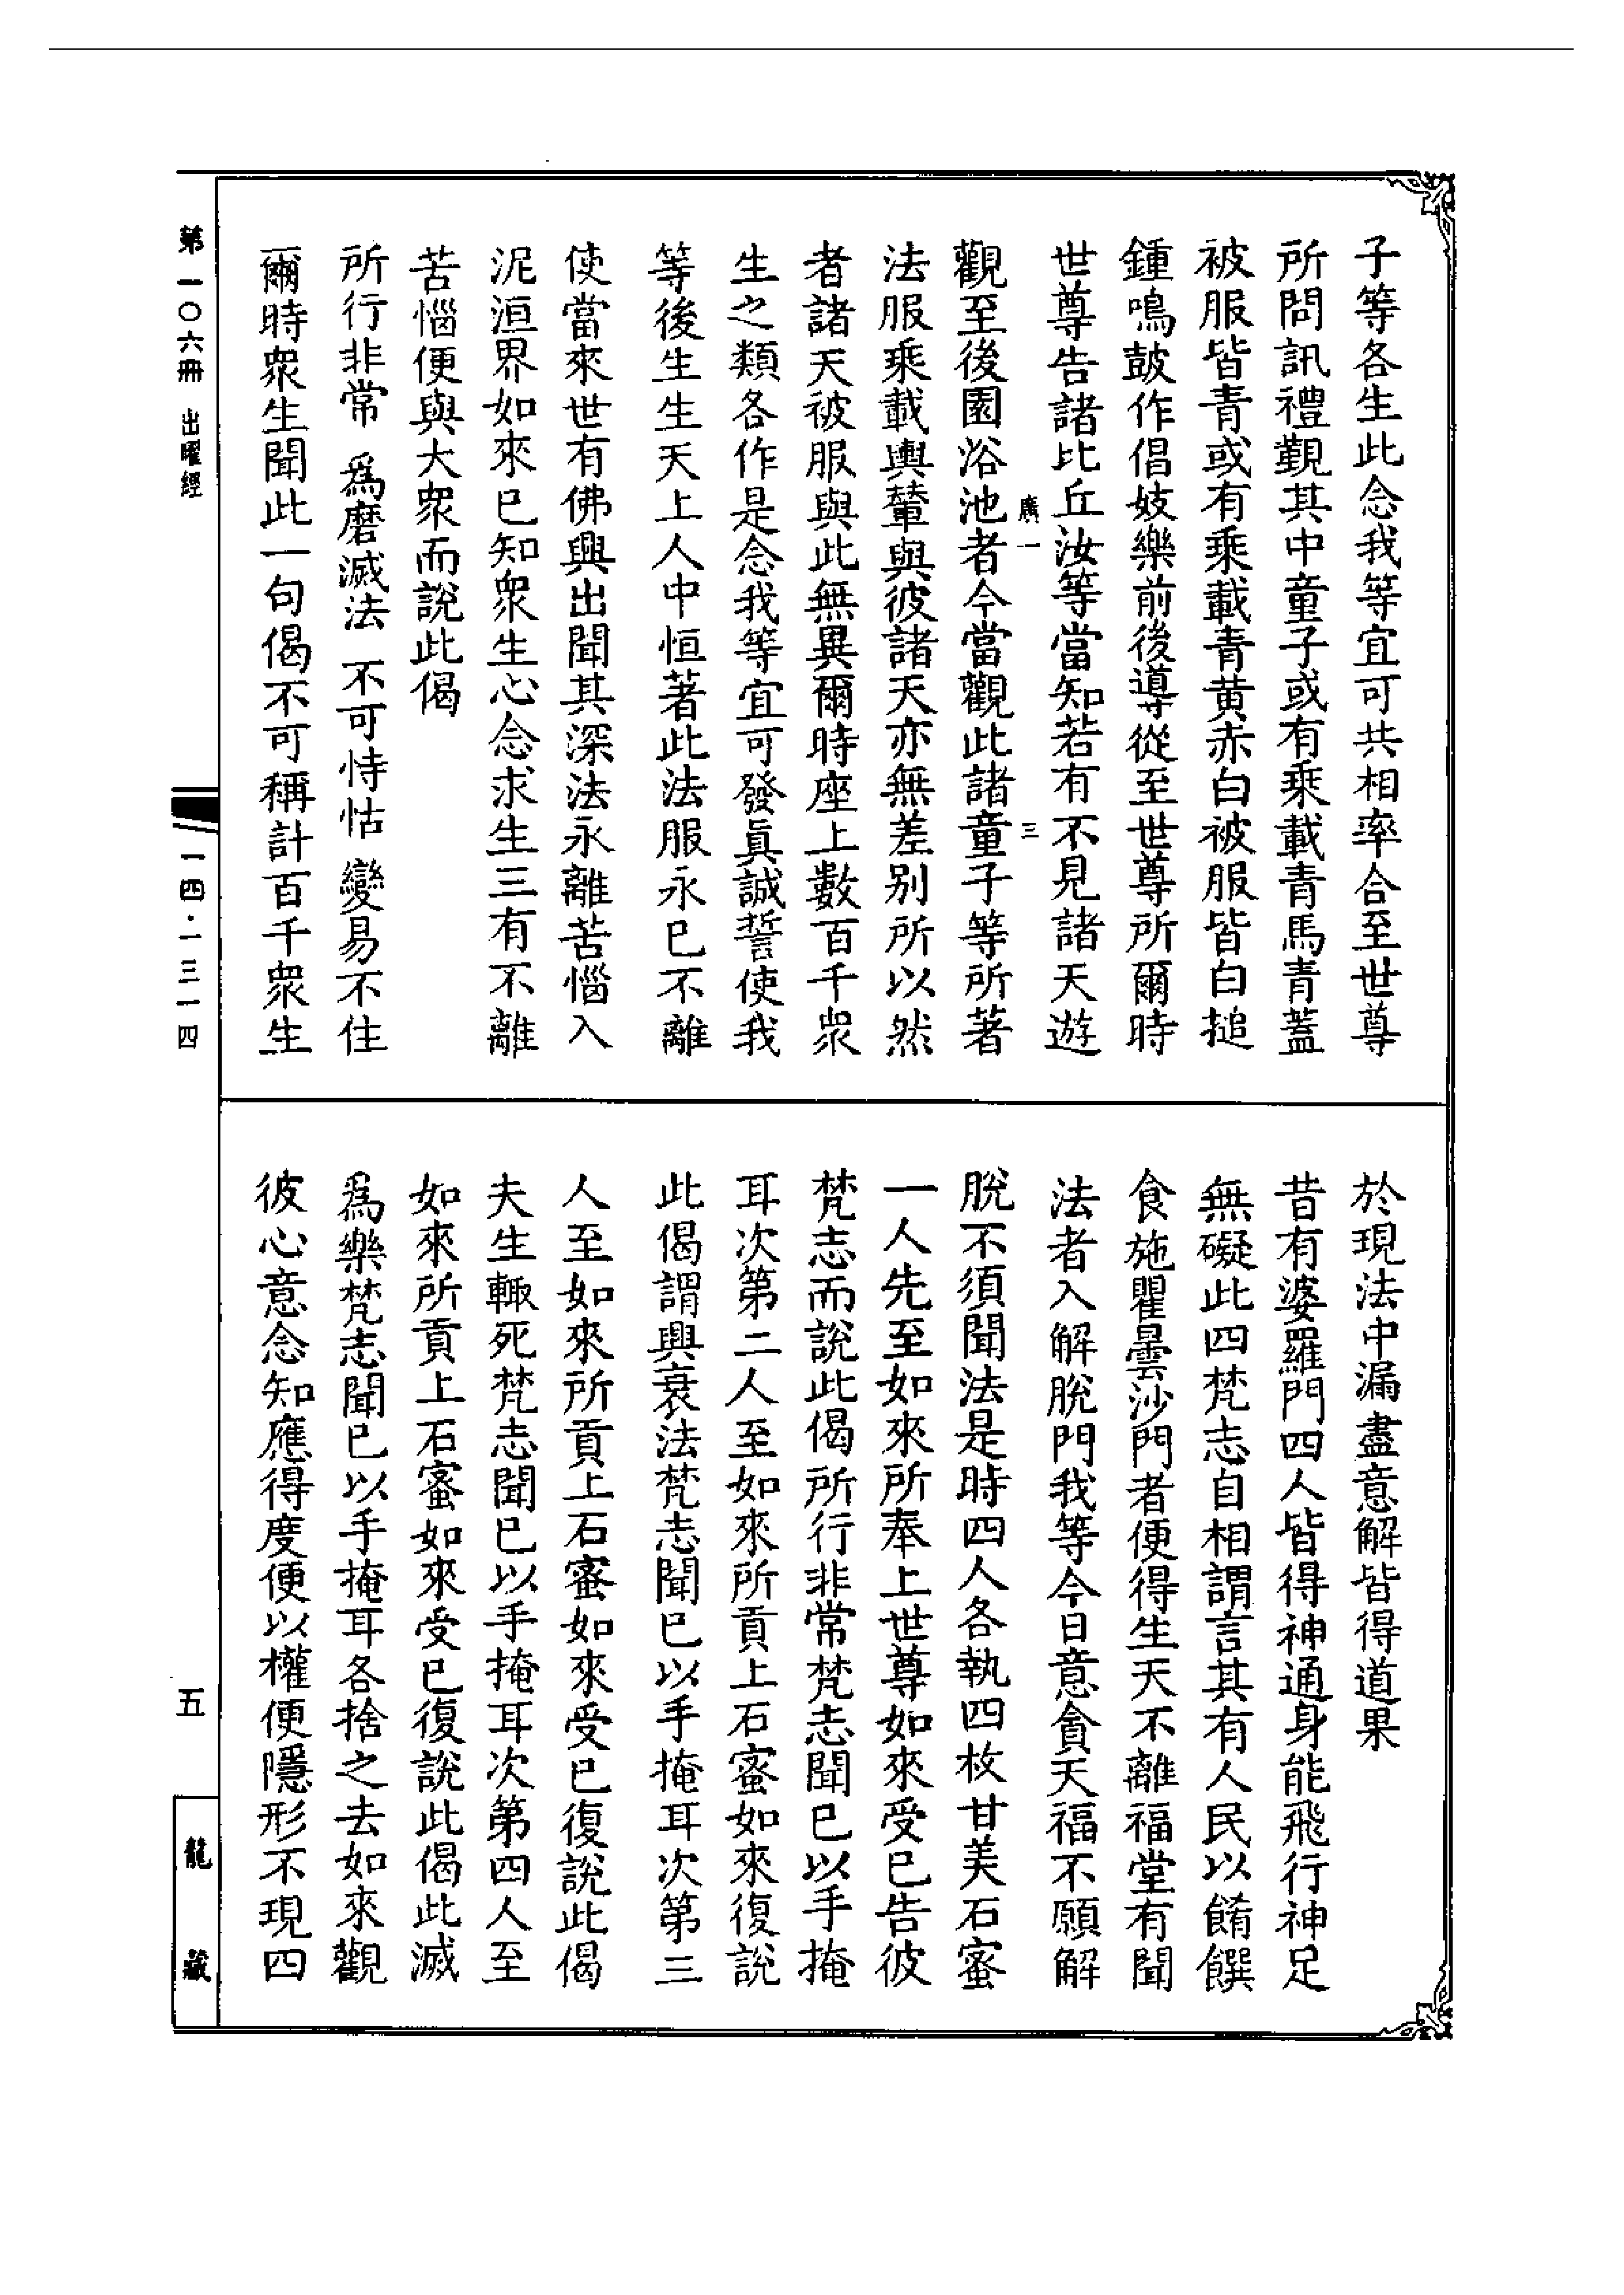 子等各生此念我等宜可共相率合至世尊
所問訊禮覲其中童子或有乘載青馬青蓋
被服皆青或有乘載青黃赤白被服皆白搥
鍾鳴鼓作倡妓樂前後導從至世尊所爾時
世尊告諸比丘汝等當知若有不見諸天遊
廣一 三
觀至後園浴池者今當觀此諸童子等所著
法服乘載輿輦與彼諸天亦無差別所以然
者諸天被服與此無異爾時座上數百千眾
生之類各作是念我等宜可發真誠誓使我
等後生生天上人中恒著此法服永已不離
使當來世有佛興出聞其深法永離苦惱入
泥洹界如來已知眾生心念求生三有不離
苦惱便與大眾而說此偈
所行非常 為磨滅法 不可恃怙 變易不住
爾時眾生聞此一句偈不可稱計百千眾生
於現法中漏盡意解皆得道果
昔有婆羅門四人皆得神通身能飛行神足
無礙此四梵志自相謂言其有人民以餚饌
食施瞿曇沙門者便得生天不離福堂有聞
法者入解脫門我等今日意貪天福不願解
脫不須聞法是時四人各執四枚甘美石蜜
一人先至如來所奉上世尊如來受已告彼
梵志而說此偈所行非常梵志聞已以手掩
耳次第二人至如來所貢上石蜜如來復說
此偈謂興衰法梵志聞已以手掩耳次第三
人至如來所貢上石蜜如來受已復說此偈
夫生輙死梵志聞已以手掩耳次第四人至
如來所貢上石蜜如來受已復說此偈此滅
為樂梵志聞已以手掩耳各捨之去如來觀
彼心意念知應得度便以權便隱形不現四
第一〇六冊 出曜經
一四·一三一四
五
龍藏